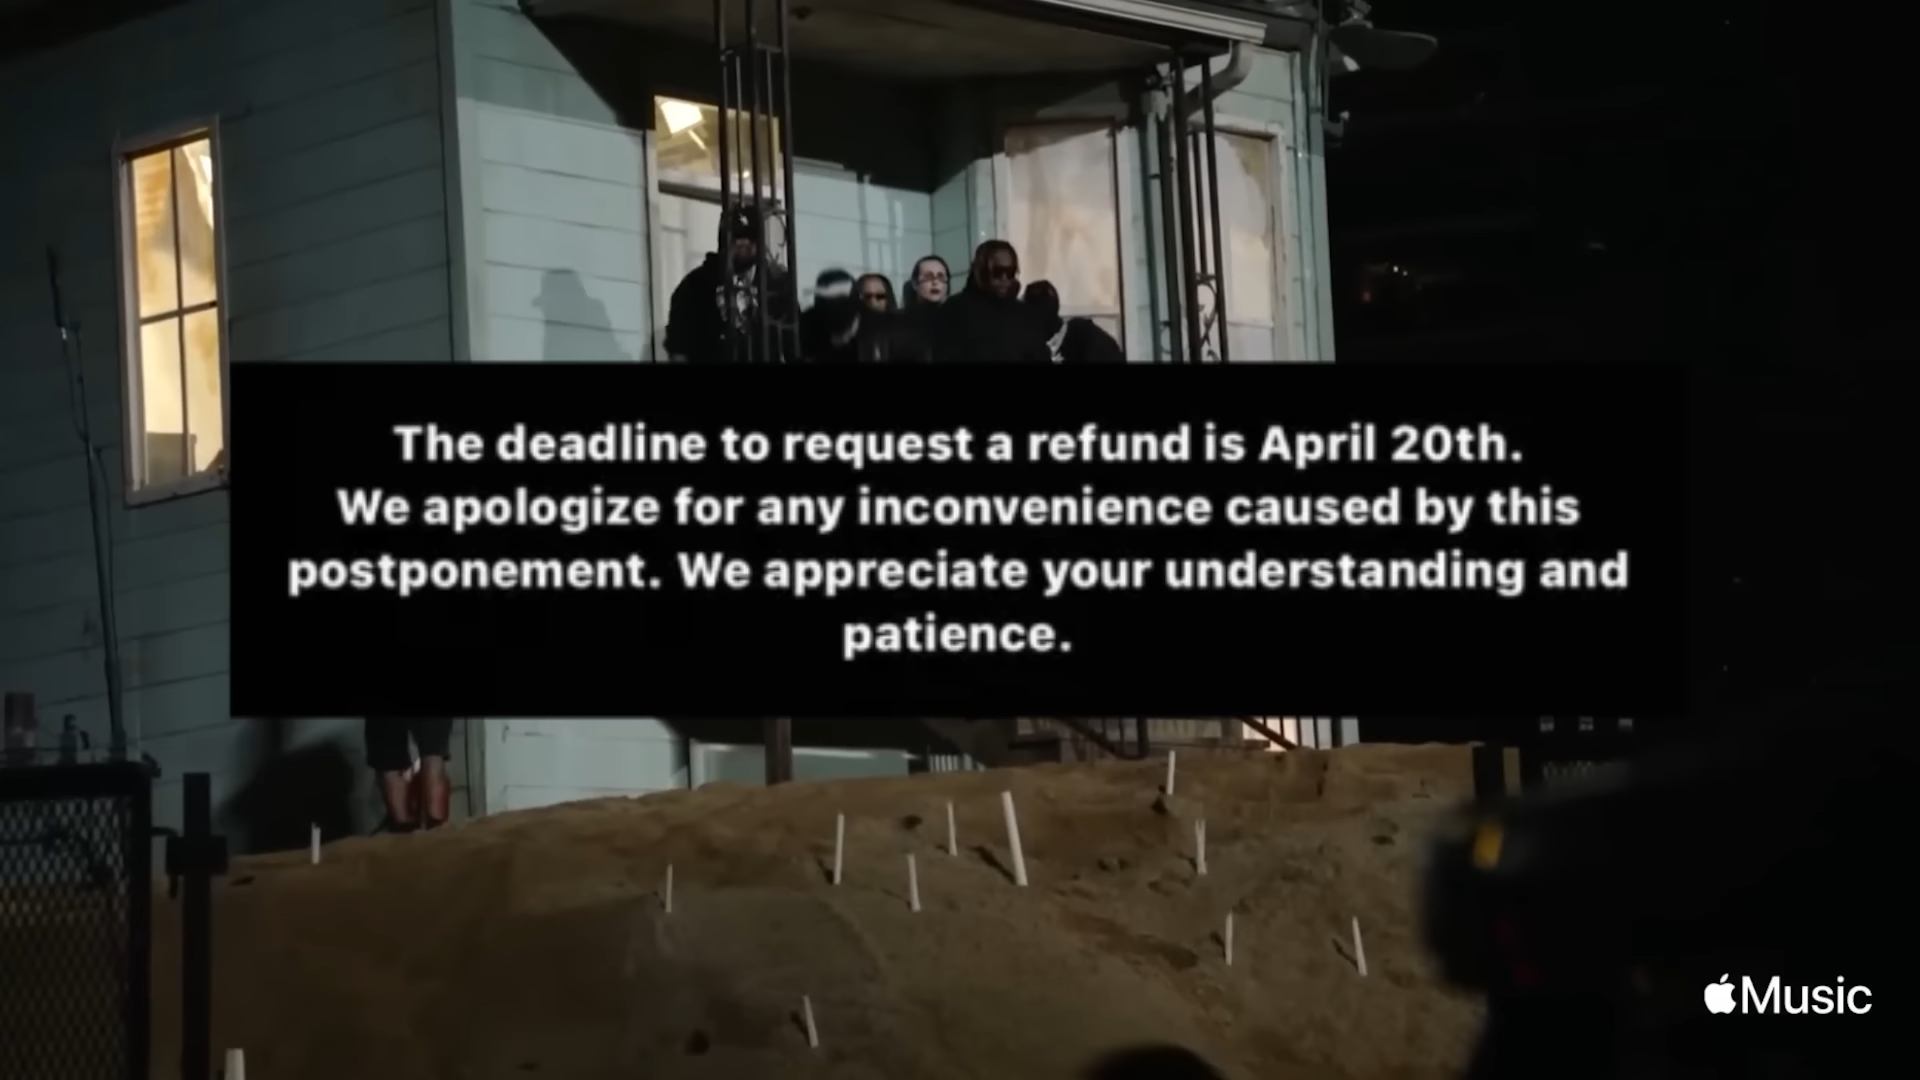 The deadline to request a refund is April 20th.
We apologize for any inconvenience caused by this
postponement. We appreciate your understanding and
patience.
Music